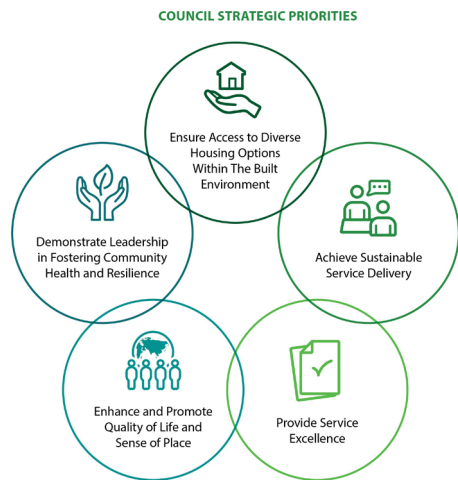 COUNCIL STRATEGIC PRIORITIES
Ensure Access to Diverse
Housing Options
Within The Built
Environment
Demonstrate Leadership
in Fostering Community
Health and Resilience
Achieve Sustainable
Service Delivery
Enhance and Promote
Quality of Life and
Sense of Place
Provide Service
Excellence